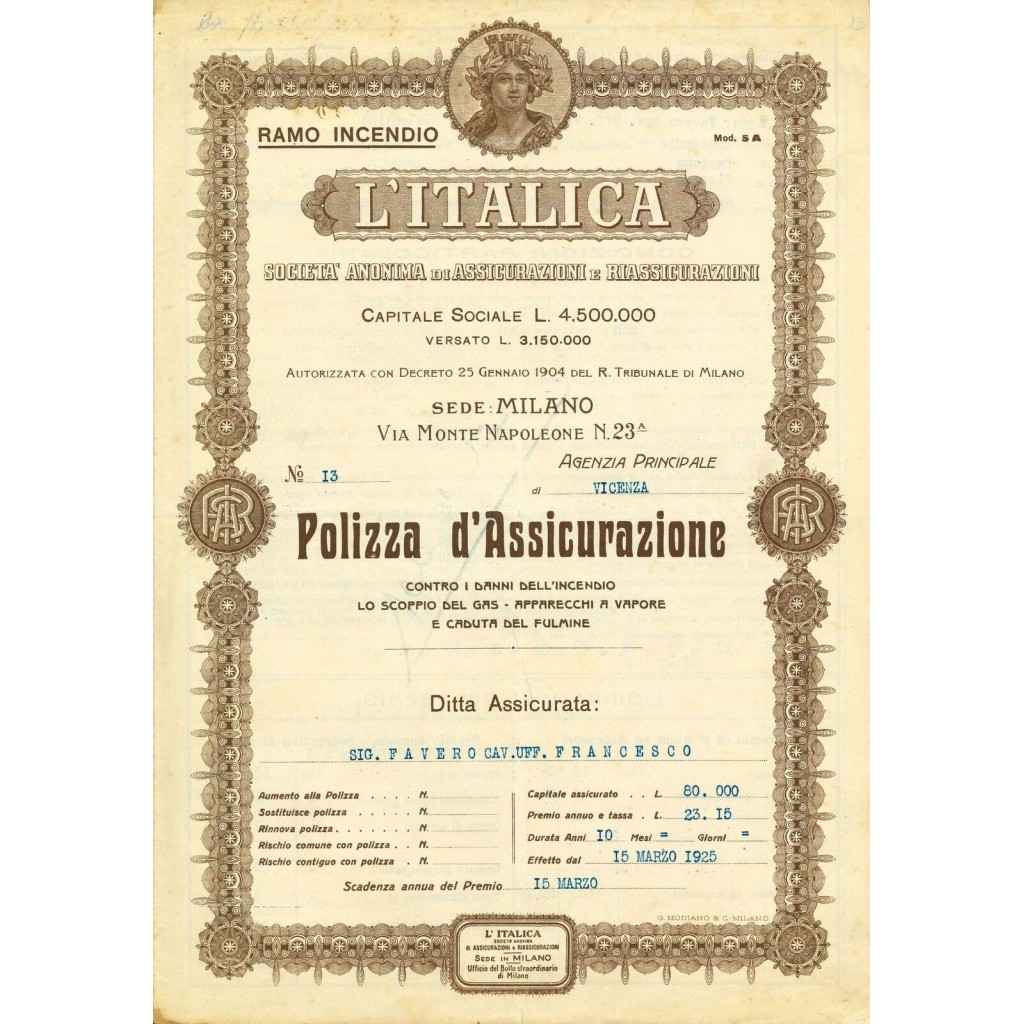 RAMO INCENDIO
Mod. 5 A
L'ITALICA
SOCIETA' ANONIMA DI ASSICURAZIONI E RIASSICURAZIONI
CAPITALE SOCIALE L. 4.500.000
VERSATO L. 3.150.000
AUTORIZZATA CON DECRETO 25 GENNAIO 1904 DEL R. TRIBUNALE DI MILANO
SEDE: MILANO
VIA MONTE NAPOLEONE N. 23A
AGENZIA PRINCIPALE
No 13
di VICENZA
Polizza d'Assicurazione
CONTRO I DANNI DELL'INCENDIO
LO SCOPPIO DEL GAS - APPARECCHI A VAPORE
E CADUTA DEL FULMINE
Ditta Assicurata:
SIG. FAVERO CAV.UFF. FRANCESCO
Aumento alla Polizza . . . . N.
Sostituisce polizza . . . . N.
Rinnova polizza . . . . . . N.
Rischio comune con polizza . . N.
Rischio contiguo con polizza . N.
Capitale assicurato . . L. 80.000
Premio annuo e tassa . L. 23.15
Durata Anni 10 Mesi = Giorni =
Effetto dal 15 MARZO 1925
Scadenza annua del Premio 15 MARZO
G. MODIANO & C.-MILANO
L' ITALICA
SOCIETÀ ANONIMA
di ASSICURAZIONI e RIASSICURAZIONI
SEDE IN MILANO
Ufficio del Bollo straordinario
di Milano